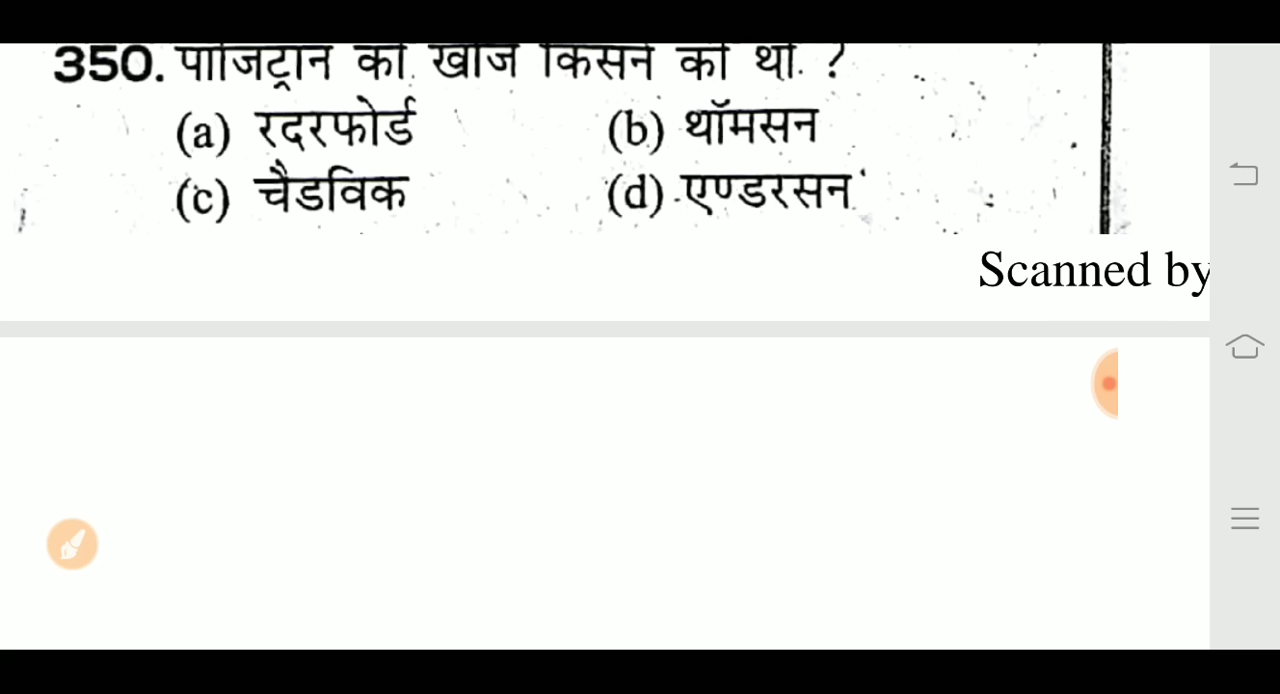 350. पाजिट्रान की खोज किसने की थी. ?
(a) रदरफोर्ड (b) थॉमसन
(c) चैडविक (d) एण्डरसन
Scanned by